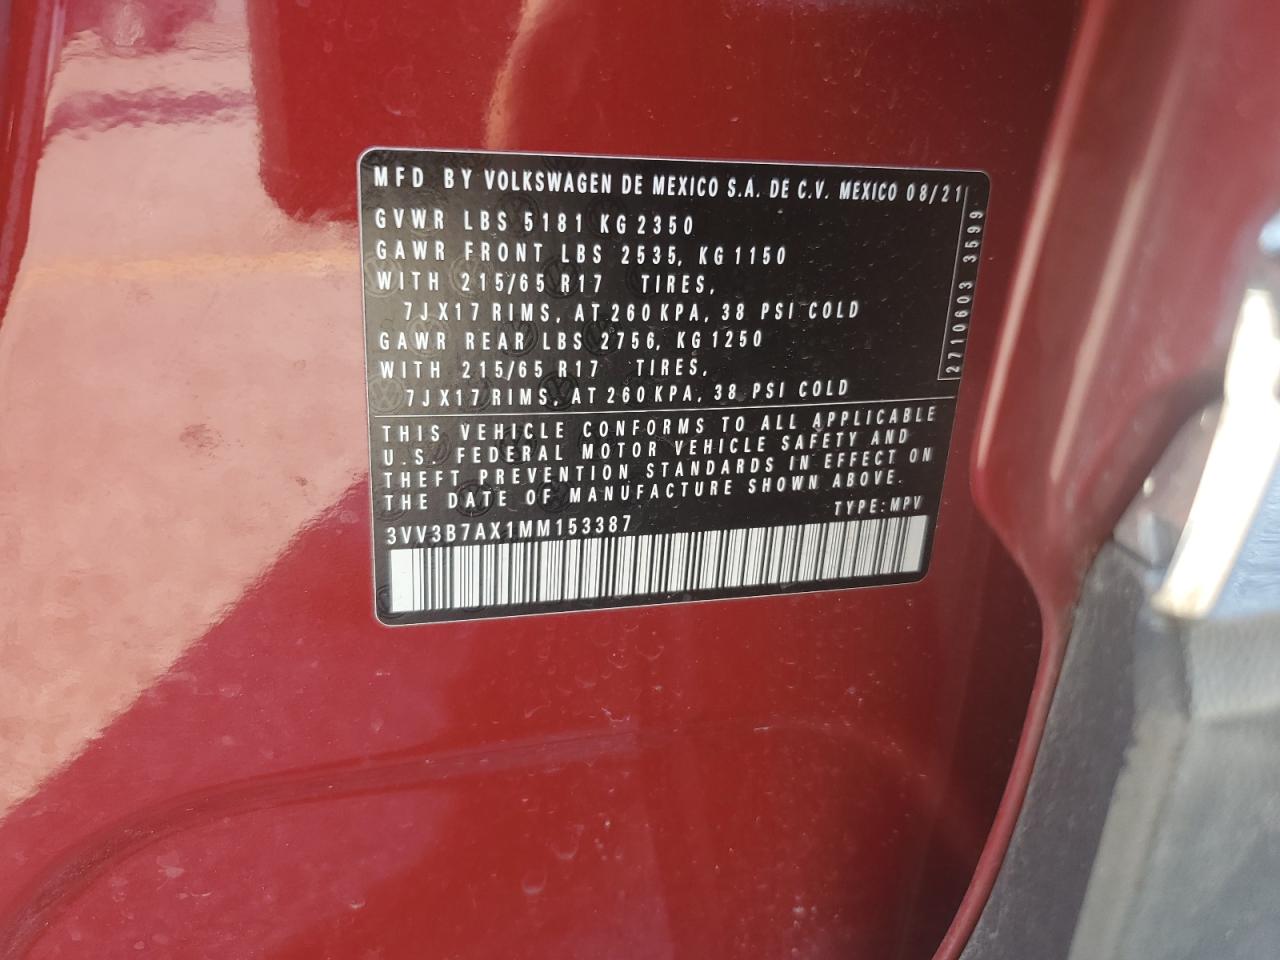 MFD BY VOLKSWAGEN DE MEXICO S.A. DE C.V. MEXICO 08/21
GVWR LBS 5181 KG 2350
GAWR FRONT LBS 2535, KG 1150
WITH 215/65 R17 TIRES,
7JX17 RIMS, AT 260 KPA, 38 PSI COLD
GAWR REAR LBS 2756, KG 1250
WITH 215/65 R17 TIRES,
7JX17 RIMS, AT 260 KPA, 38 PSI COLD
2710603 3599
THIS VEHICLE CONFORMS TO ALL APPLICABLE
U.S. FEDERAL MOTOR VEHICLE SAFETY AND
THEFT PREVENTION STANDARDS IN EFFECT ON
THE DATE OF MANUFACTURE SHOWN ABOVE.
TYPE: MPV
3VV3B7AX1MM153387